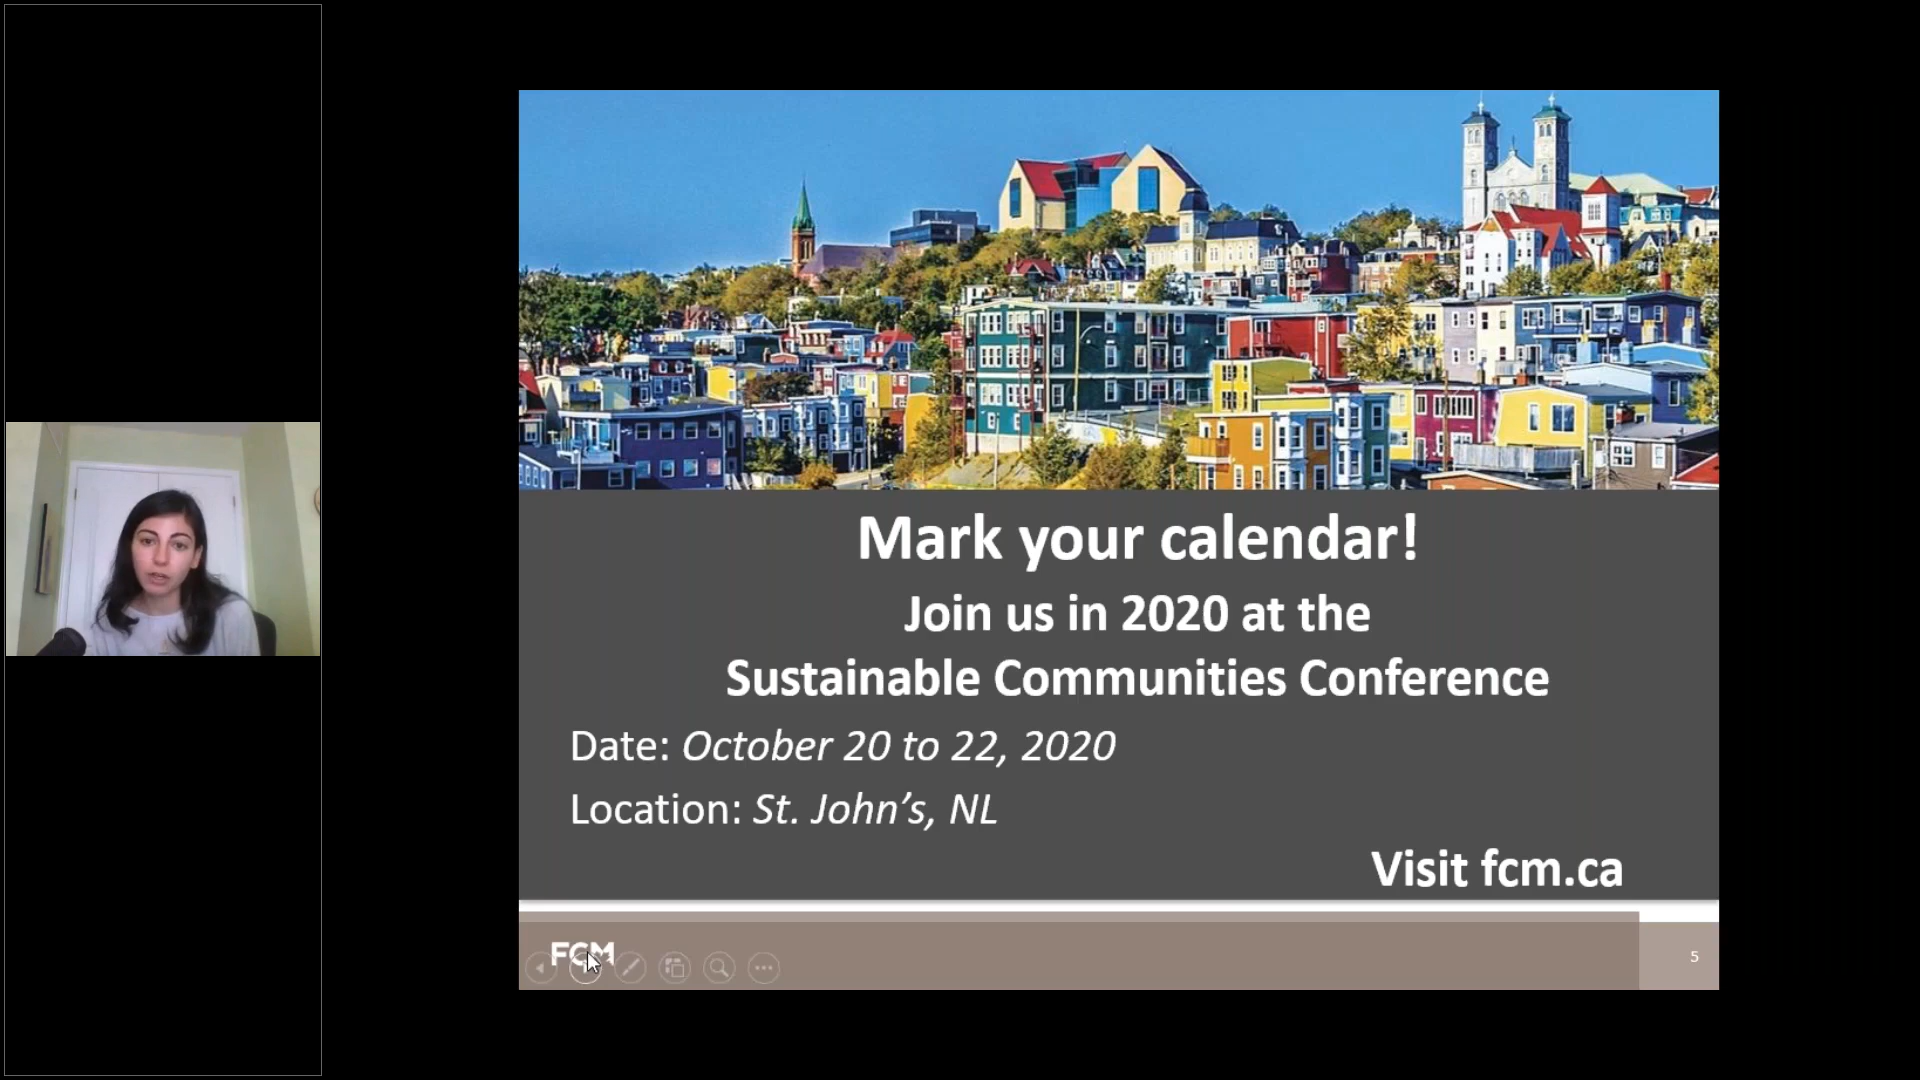 Mark your calendar!
Join us in 2020 at the
Sustainable Communities Conference
Date: October 20 to 22, 2020
Location: St. John’s, NL
Visit fcm.ca
FCM
5